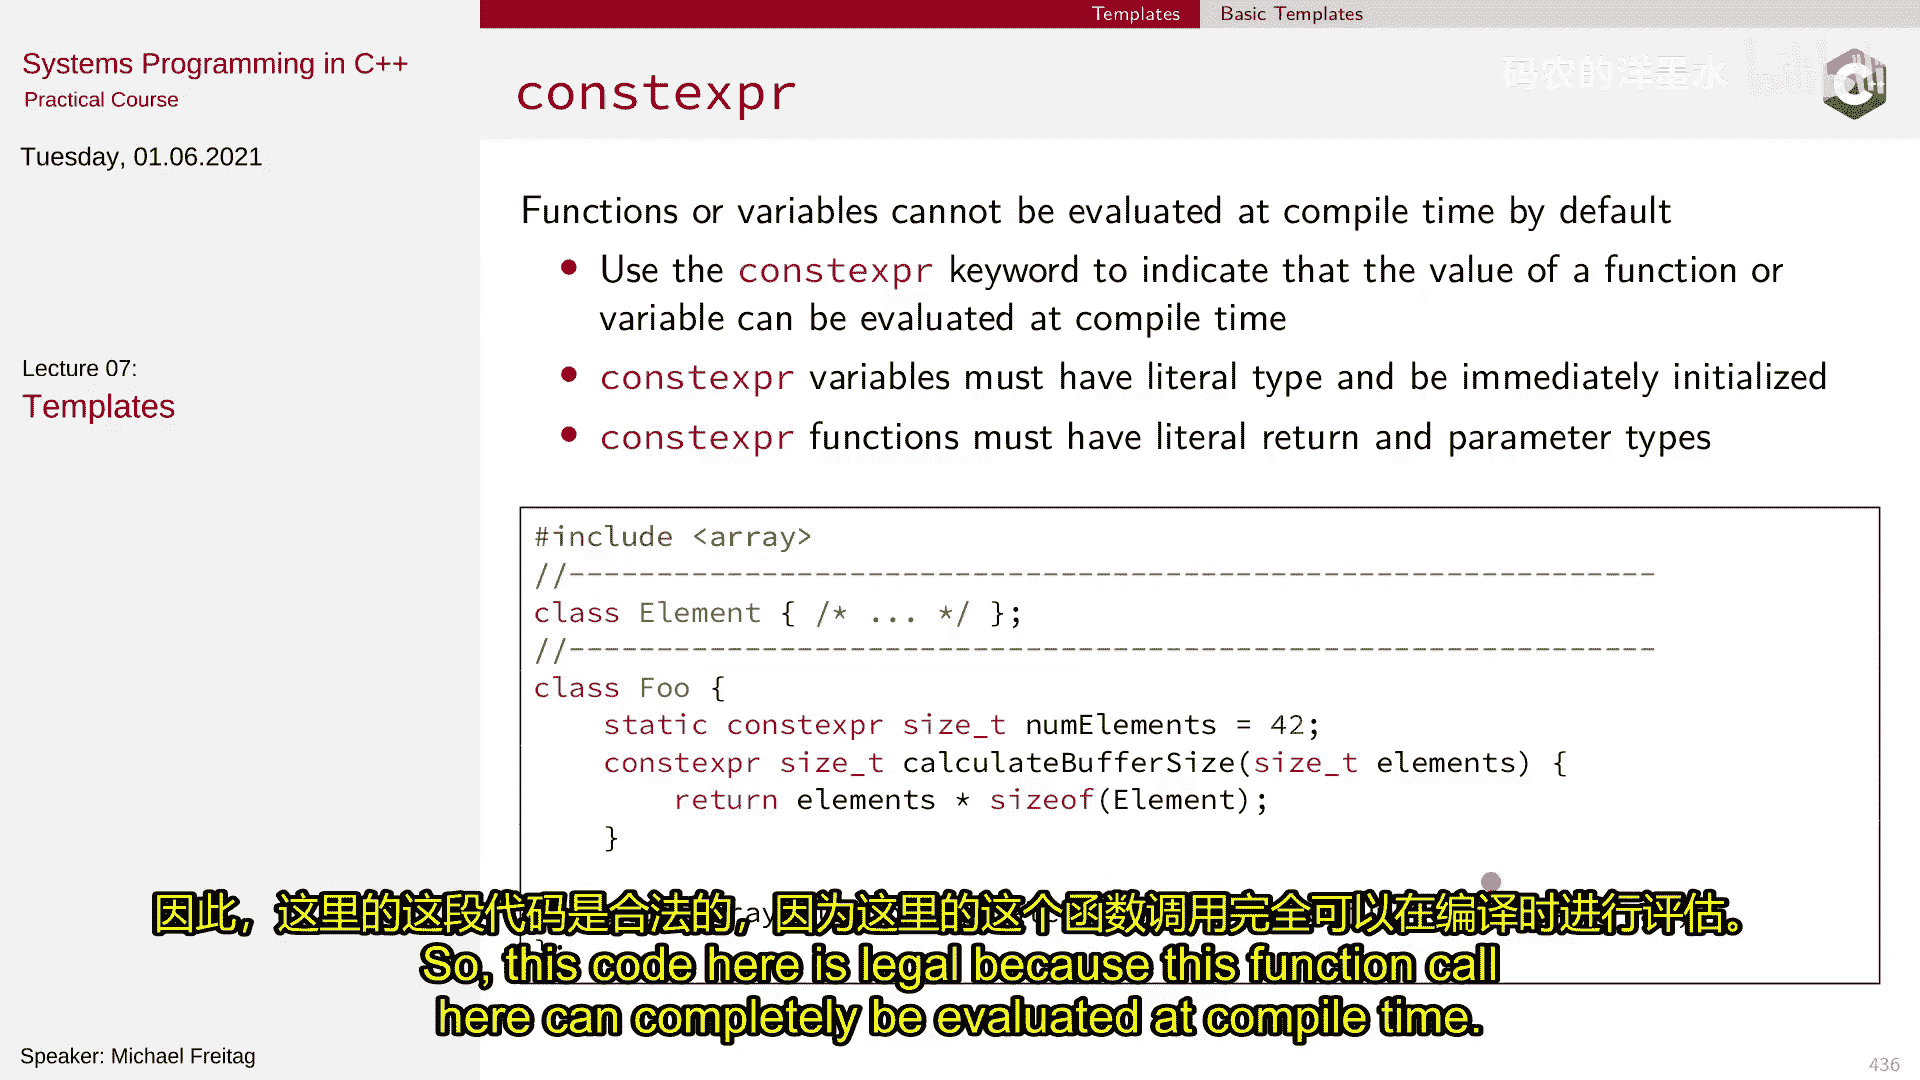 Templates
Basic Templates
Systems Programming in C++
Practical Course
Tuesday, 01.06.2021
Lecture 07:
Templates
Speaker: Michael Freitag
constexpr
码农的洋墨水
Functions or variables cannot be evaluated at compile time by default
Use the constexpr keyword to indicate that the value of a function or
variable can be evaluated at compile time
constexpr variables must have literal type and be immediately initialized
constexpr functions must have literal return and parameter types
#include <array>
//--------------------------------------------------------------
class Element { /* ... */ };
//--------------------------------------------------------------
class Foo {
static constexpr size_t numElements = 42;
constexpr size_t calculateBufferSize(size_t elements) {
return elements * sizeof(Element);
}
因此，这里的这段代码是合法的，因为这里的这个函数调用完全可以在编译时进行评估。
So, this code here is legal because this function call
here can completely be evaluated at compile time.
436